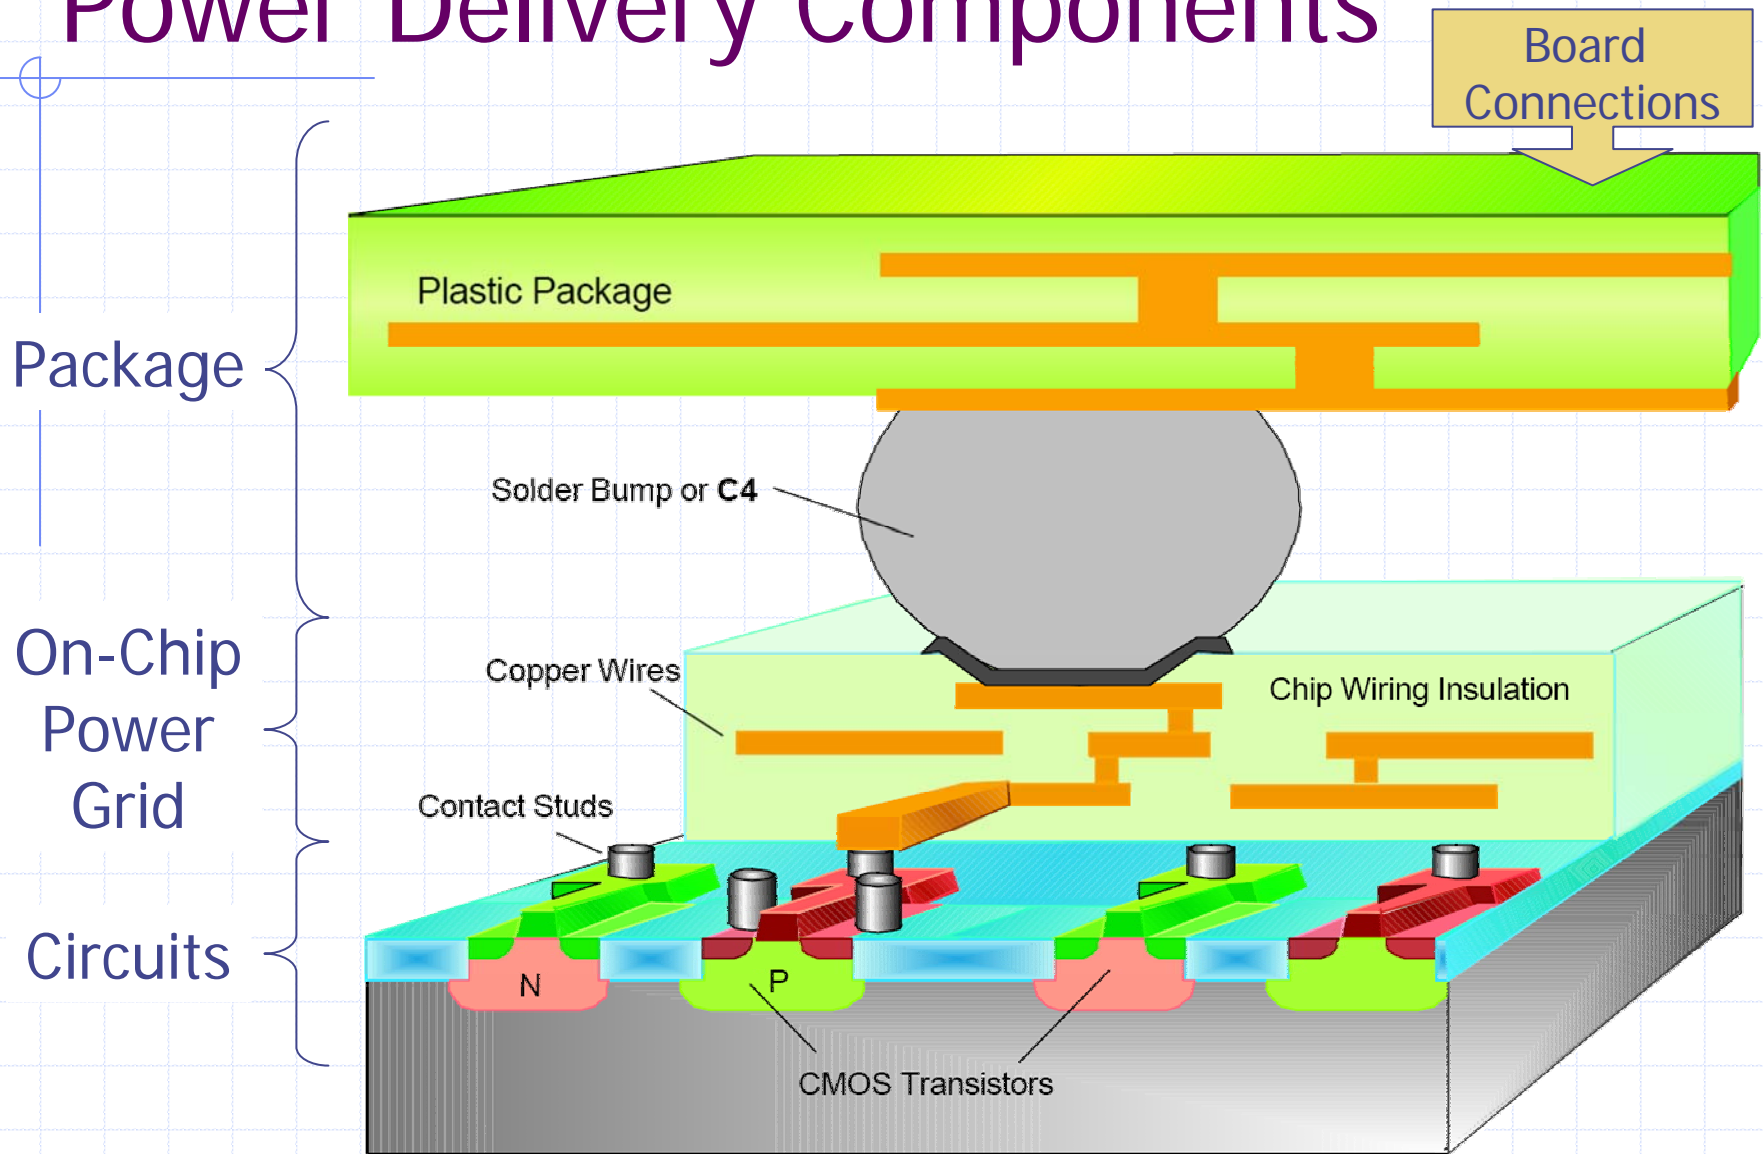 Power Delivery Components
Board
Connections
Plastic Package
Package
Solder Bump or C4
On-Chip
Power
Grid
Copper Wires
Chip Wiring Insulation
Contact Studs
Circuits
N
P
CMOS Transistors